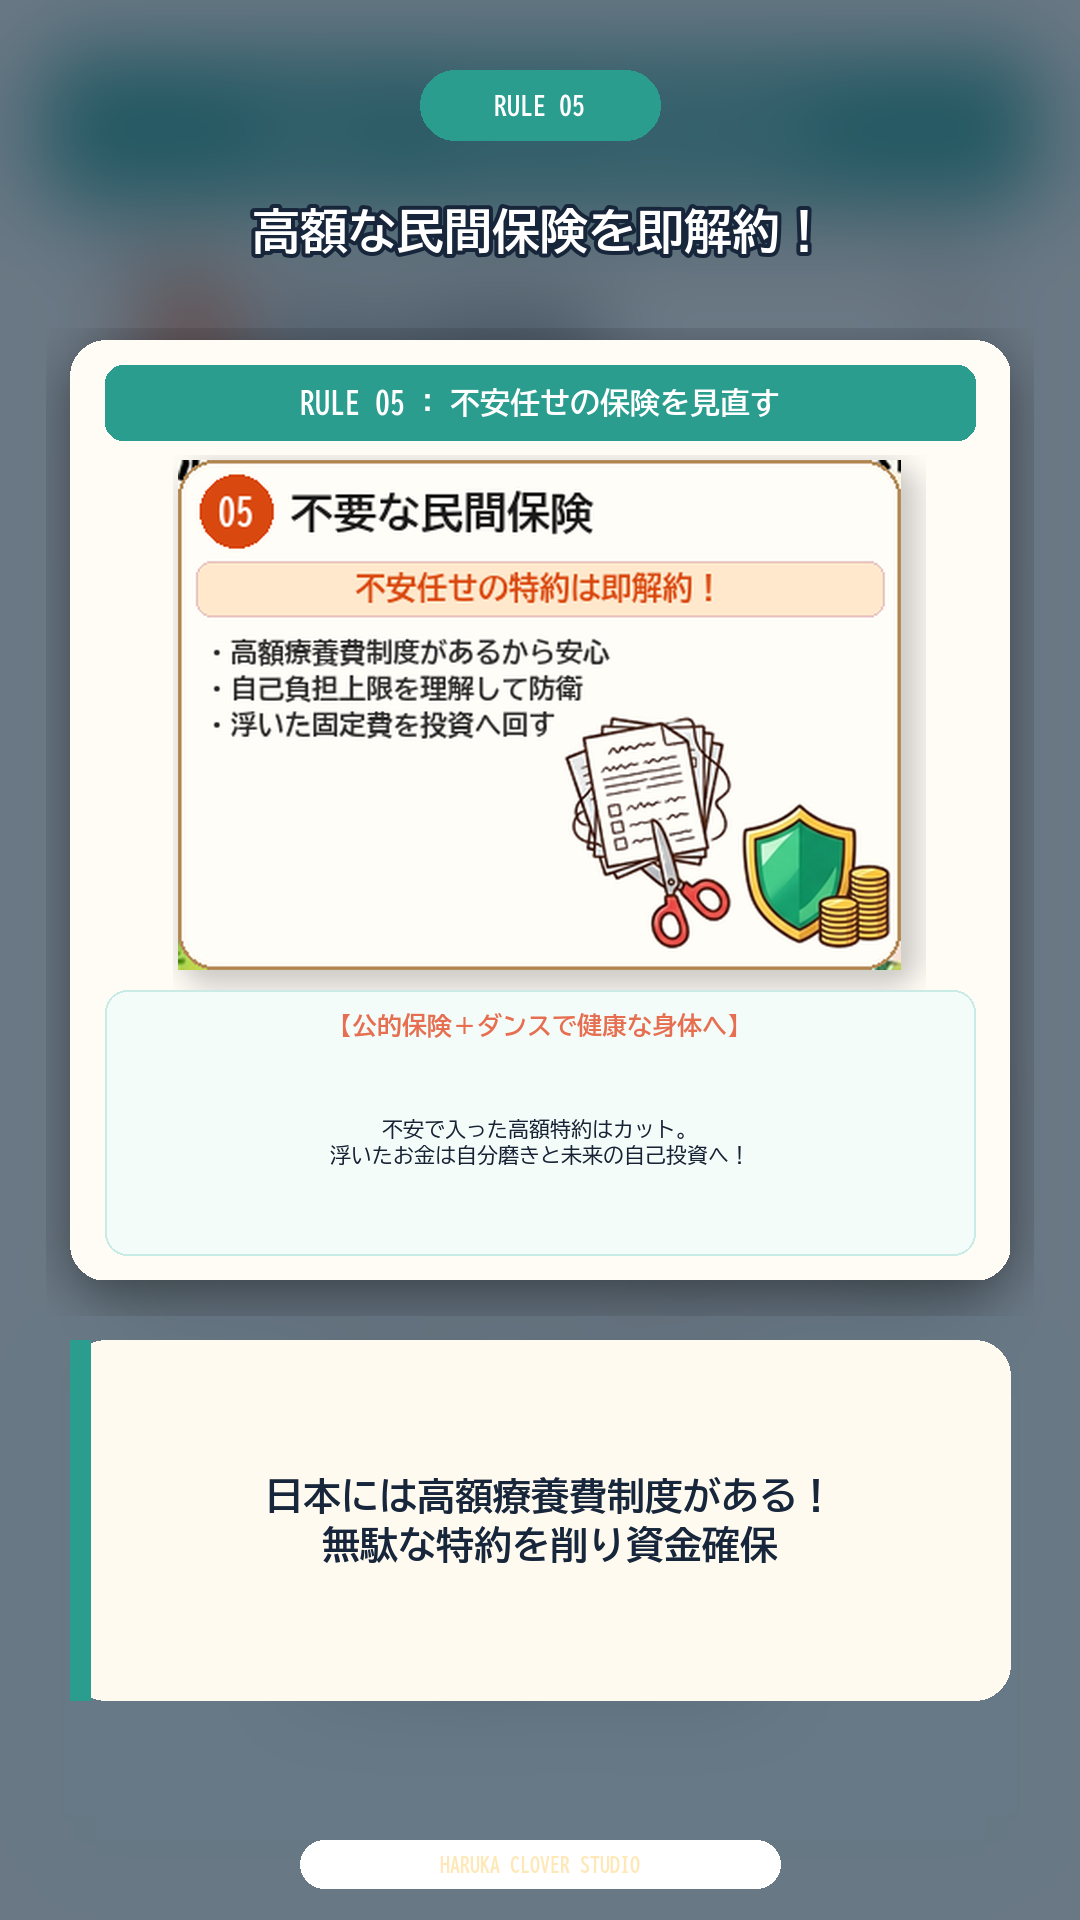 RULE 05
高額な民間保険を即解約！
RULE 05 : 不安任せの保険を見直す
05 不要な民間保険
不安任せの特約は即解約！
・高額療養費制度があるから安心
・自己負担上限を理解して防衛
・浮いた固定費を投資へ回す
【公的保険＋ダンスで健康な身体へ】
不安で入った高額特約はカット。
浮いたお金は自分磨きと未来の自己投資へ！
日本には高額療養費制度がある！
無駄な特約を削り資金確保
HARUKA CLOVER STUDIO